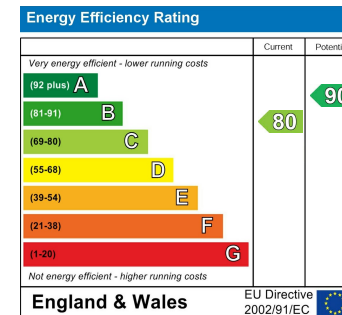 Energy Efficiency Rating
Current
Very energy efficient - lower running costs
(92 plus) A
(81-91) B
(69-80) C
(55-68) D
(39-54) E
(21-38) F
(1-20) G
80
90
Not energy efficient - higher running costs
England & Wales
EU Directive
2002/91/EC